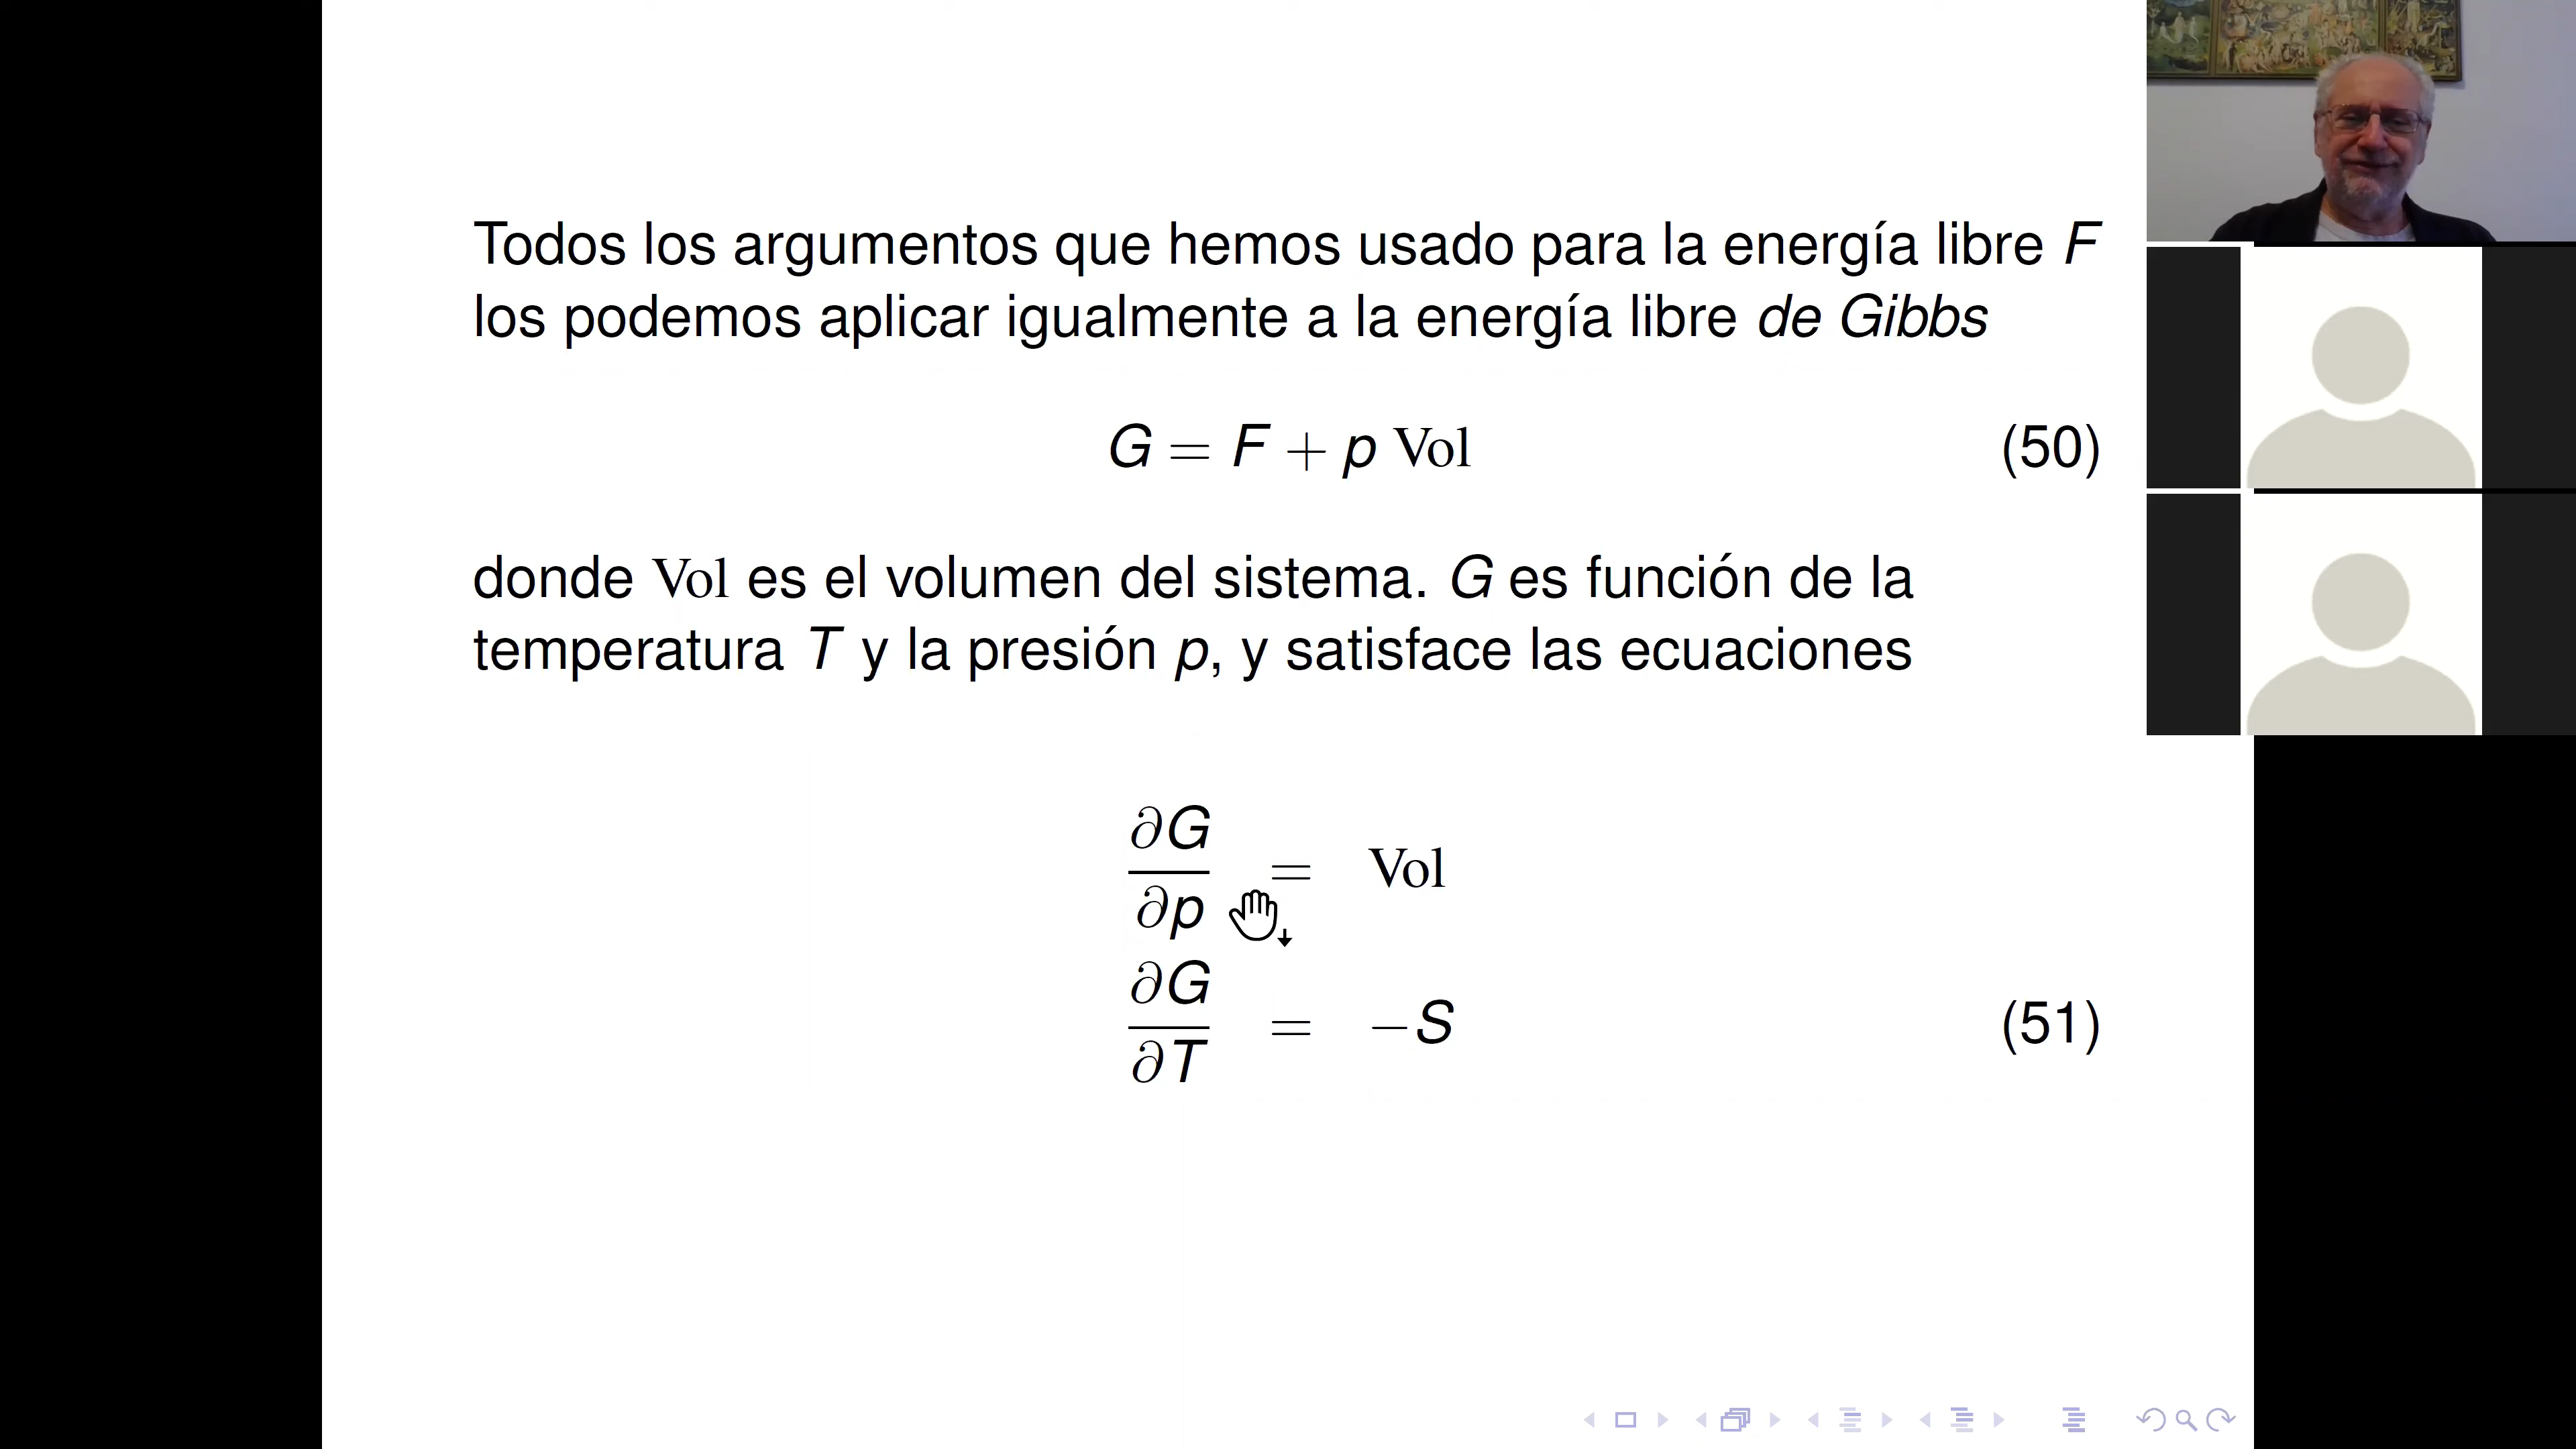 Todos los argumentos que hemos usado para la energía libre F
los podemos aplicar igualmente a la energía libre de Gibbs
G = F + p Vol (50)
donde Vol es el volumen del sistema. G es función de la
temperatura T y la presión p, y satisface las ecuaciones
∂G/∂p = Vol
∂G/∂T = −S (51)